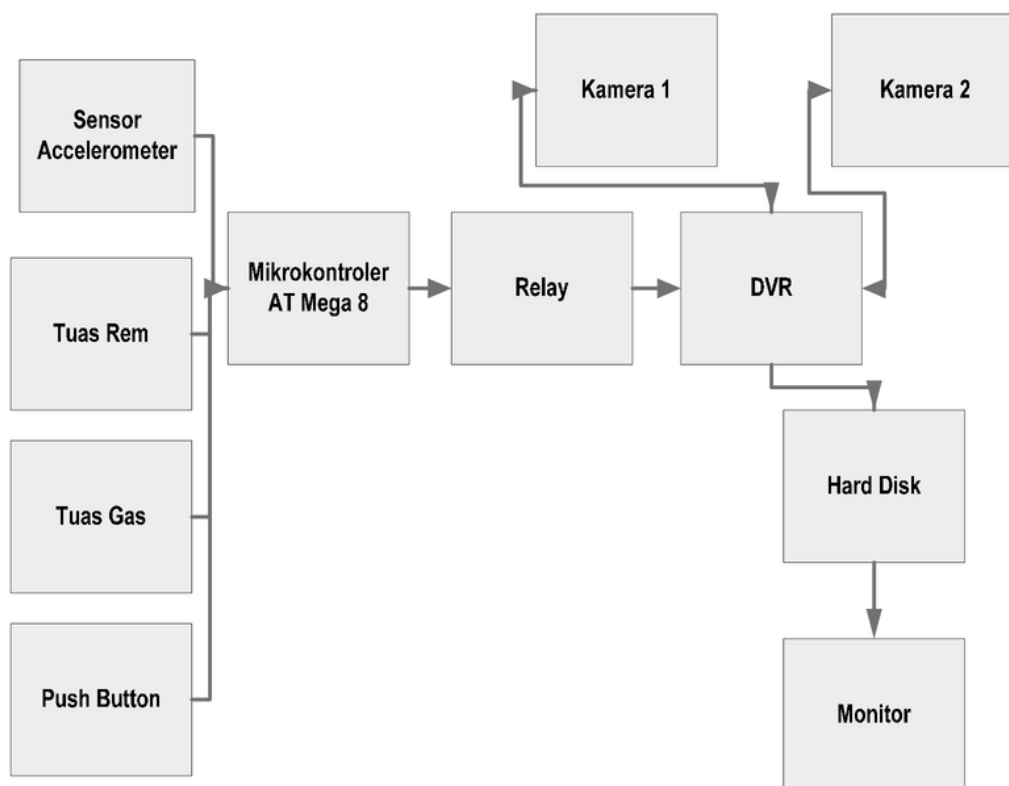 Kamera 1
Kamera 2
Sensor
Accelerometer
Mikrokontroler
AT Mega 8
Relay
DVR
Tuas Rem
Tuas Gas
Hard Disk
Push Button
Monitor